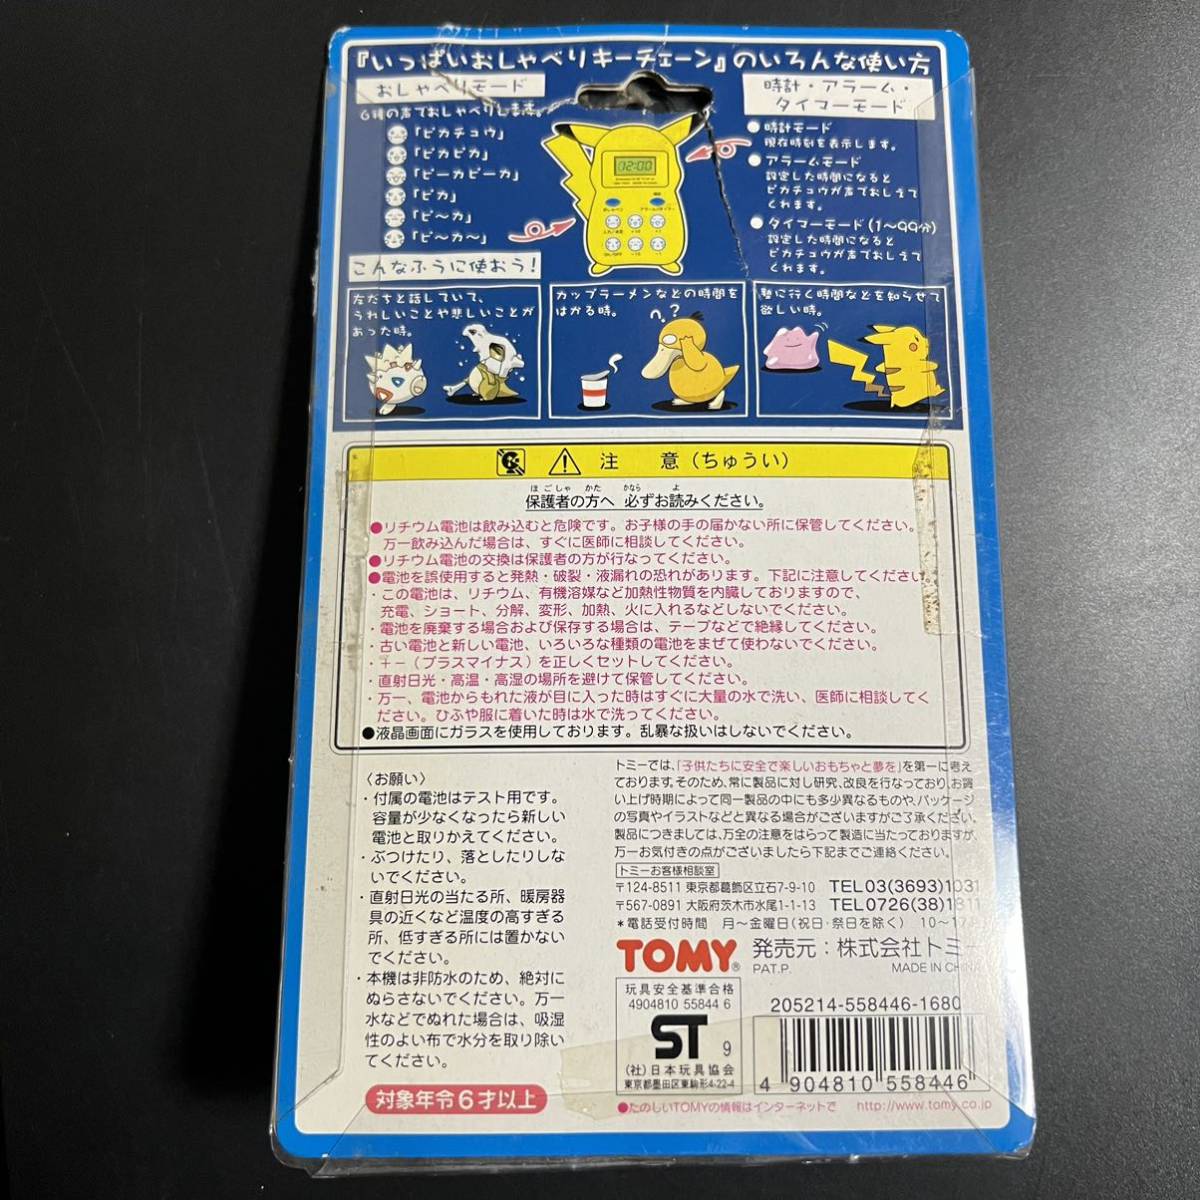 『いっぱいおしゃべりキーチェーン』のいろんな使い方
おしゃべりモード
6種の声でおしゃべりします。
「ピカチュウ」
「ピカピカ」
「ピーカピーカ」
「ピカ」
「ピ〜カ」
「ピ〜カ〜」
12:00
時計・アラーム・
タイマーモード
●時計モード
現在時刻を表示します。
●アラームモード
設定した時間になると
ピカチュウが声でおしえて
くれます。
●タイマーモード(1〜99分)
設定した時間になると
ピカチュウが声でおしえて
くれます。
こんなふうに使おう!
友だちと話していて、
うれしいことや悲しいことが
あった時。
カップラーメンなどの時間を
はかる時。
?
塾に行く時間などを知らせて
欲しい時。
注 意(ちゅうい)
ほごしゃ かた かなら よ
保護者の方へ 必ずお読みください。
●リチウム電池は飲み込むと危険です。お子様の手の届かない所に保管してください。
万一飲み込んだ場合は、すぐに医師に相談してください。
●リチウム電池の交換は保護者の方が行なってください。
●電池を誤使用すると発熱・破裂・液漏れの恐れがあります。下記に注意してください。
・この電池は、リチウム、有機溶媒など加熱性物質を内臓しておりますので、
充電、ショート、分解、変形、加熱、火に入れるなどしないでください。
・電池を廃棄する場合および保存する場合は、テープなどで絶縁してください。
・古い電池と新しい電池、いろいろな種類の電池をまぜて使わないでください。
・+−(プラスマイナス)を正しくセットしてください。
・直射日光・高温・高湿の場所を避けて保管してください。
・万一、電池からもれた液が目に入った時はすぐに大量の水で洗い、医師に相談してく
ださい。ひふや服に着いた時は水で洗ってください。
●液晶画面にガラスを使用しております。乱暴な扱いはしないでください。
〈お願い〉
・付属の電池はテスト用です。
容量が少なくなったら新しい
電池と取りかえてください。
・ぶつけたり、落としたりしな
いでください。
・直射日光の当たる所、暖房器
具の近くなど温度の高すぎる
所、低すぎる所には置かない
でください。
・本機は非防水のため、絶対に
ぬらさないでください。万一
水などでぬれた場合は、吸湿
性のよい布で水分を取り除い
てください。
対象年令6才以上
トミーでは、「子供たちに安全で楽しいおもちゃと夢を」を第一に考え
ております。そのため、常に製品に対し研究、改良を行なっており、お買
い上げ時期によって同一製品の中にも多少異なるものや、パッケージ
の写真やイラストなどと異なる場合がございますがご了承ください。
製品につきましては、万全の注意をはらって製造に当たっておりますが、
万一お気付きの点がございましたら下記までご連絡ください。
トミーお客様相談室
〒124-8511 東京都葛飾区立石7-9-10 TEL03(3693)1031
〒567-0891 大阪府茨木市水尾1-1-13 TEL0726(38)1811
*電話受付時間 月〜金曜日(祝日・祭日を除く) 10〜17
TOMY® 発売元:株式会社トミー
PAT.P. MADE IN CHINA
玩具安全基準合格
4904810 55844 6
ST 9
(社)日本玩具協会
東京都墨田区東駒形4-22-4
205214-558446-1680
4 904810 558446
●たのしいTOMYの情報はインターネットで http://www.tomy.co.jp